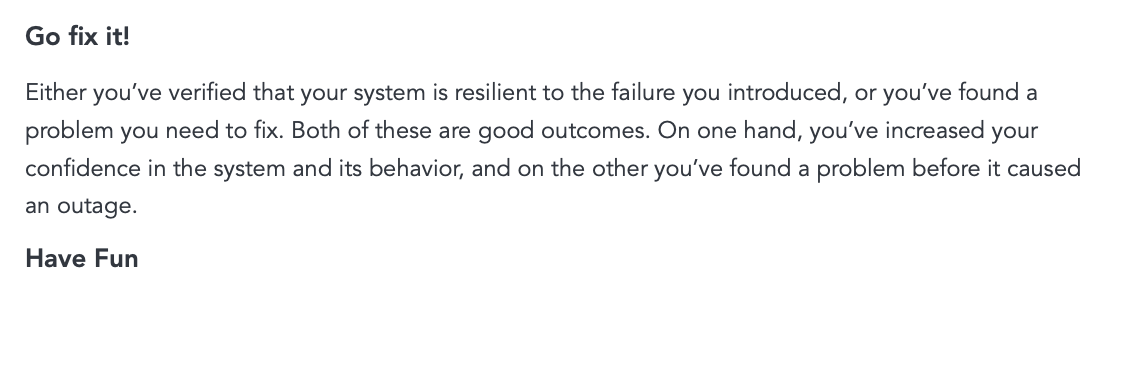 Go fix it!
Either you’ve verified that your system is resilient to the failure you introduced, or you’ve found a
problem you need to fix. Both of these are good outcomes. On one hand, you’ve increased your
confidence in the system and its behavior, and on the other you’ve found a problem before it caused
an outage.
Have Fun